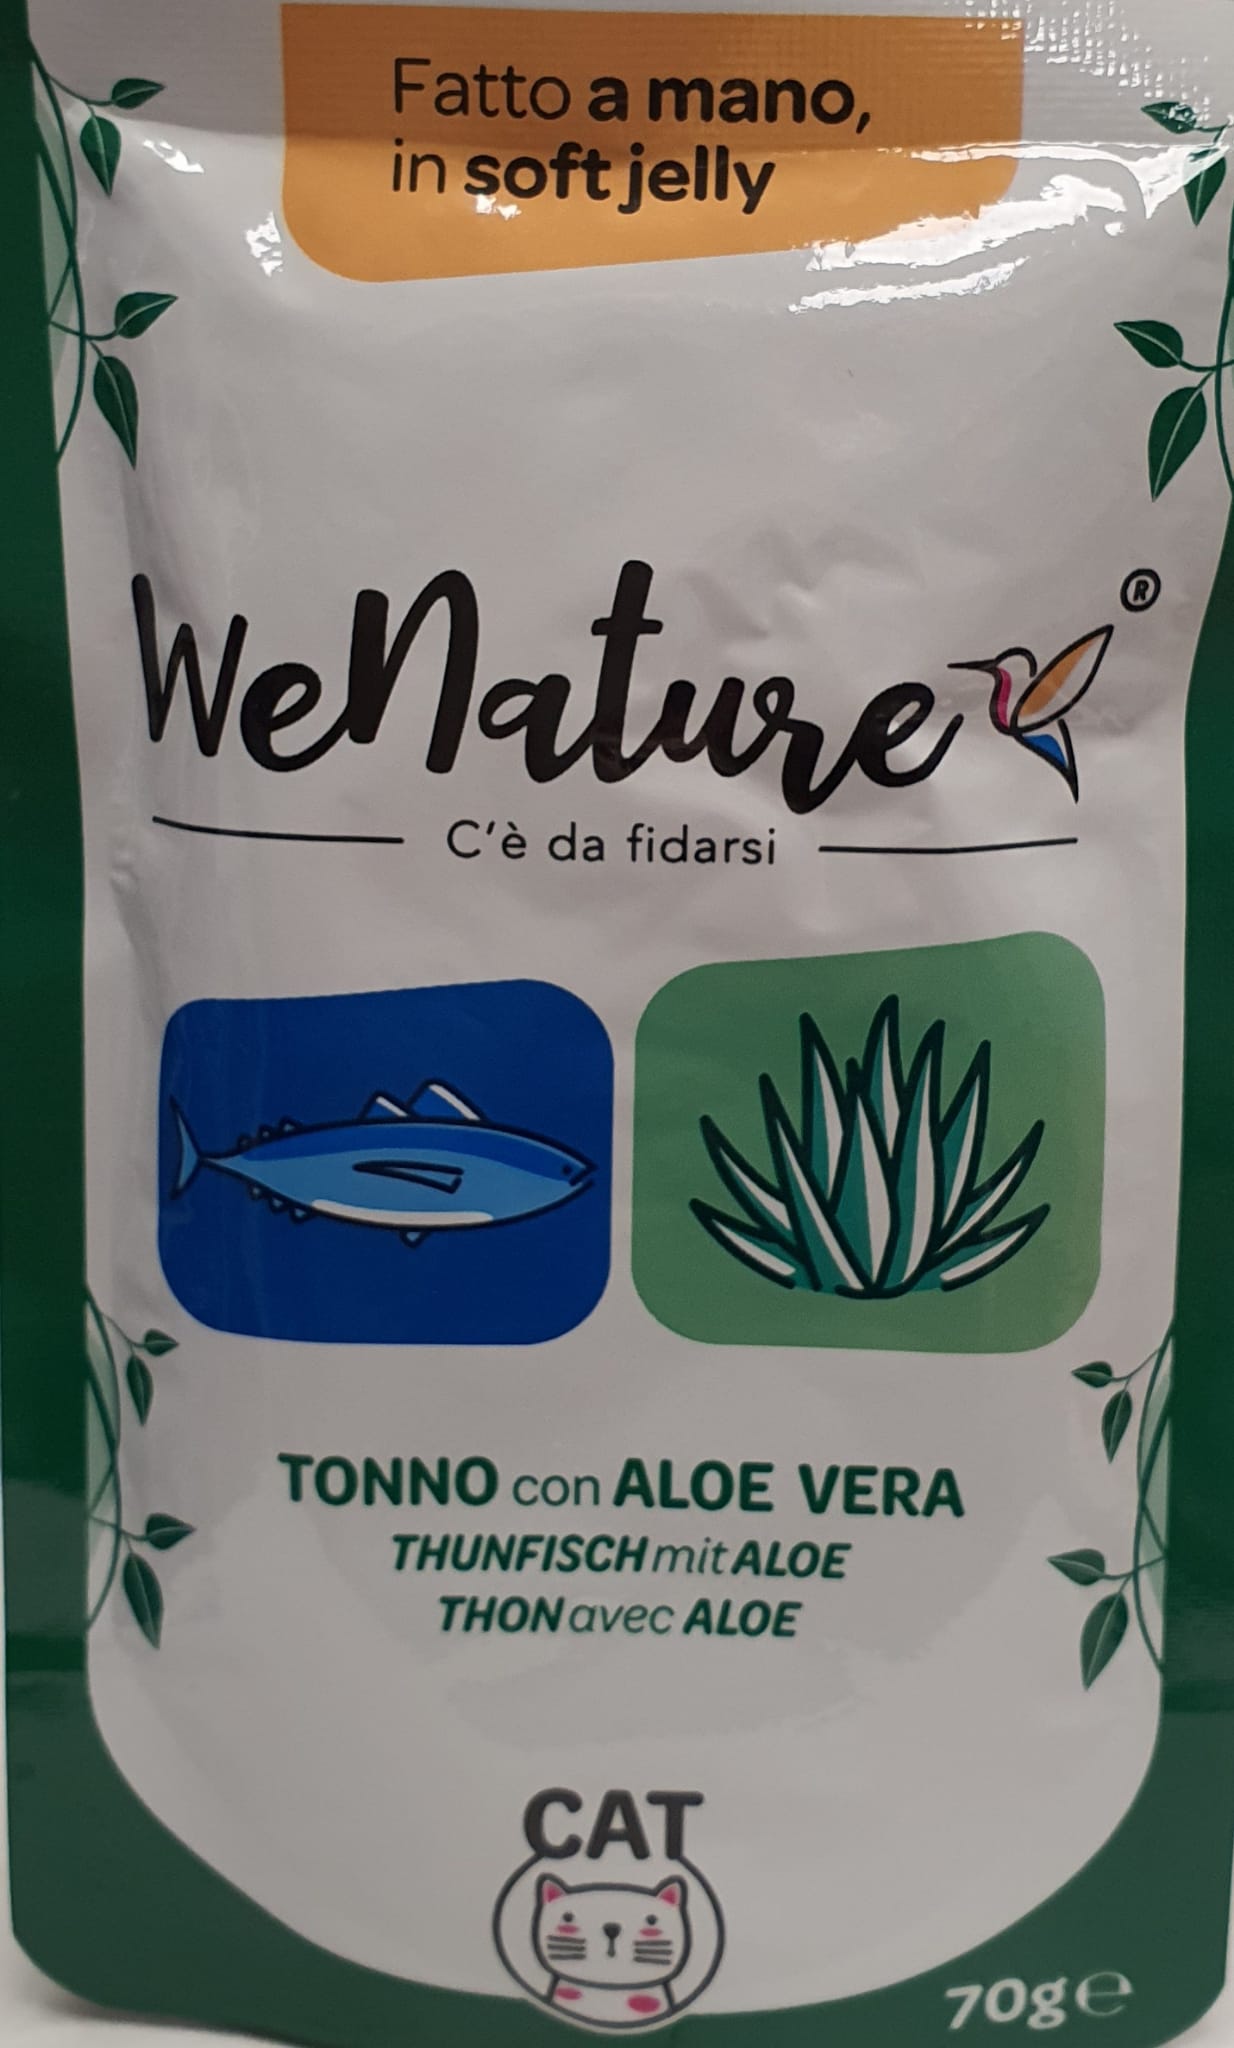 Fatto a mano,
in soft jelly
WeNature®
C'è da fidarsi
TONNO con ALOE VERA
THUNFISCH mit ALOE
THON avec ALOE
CAT
70g℮